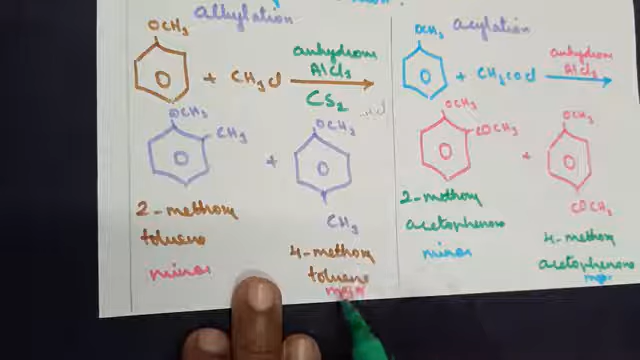 alkylation
OCH3
+ CH3Cl
anhydrous
AlCl3
CS2
OCH3
CH3
+
OCH3
CH3
2-methoxy
toluene
minor
4-methoxy
toluene
major
acylation
OCH3
+ CH3COCl
anhydrous
AlCl3
OCH3
COCH3
+
OCH3
COCH3
2-methoxy
acetophenone
minor
4-methoxy
acetophenone
major